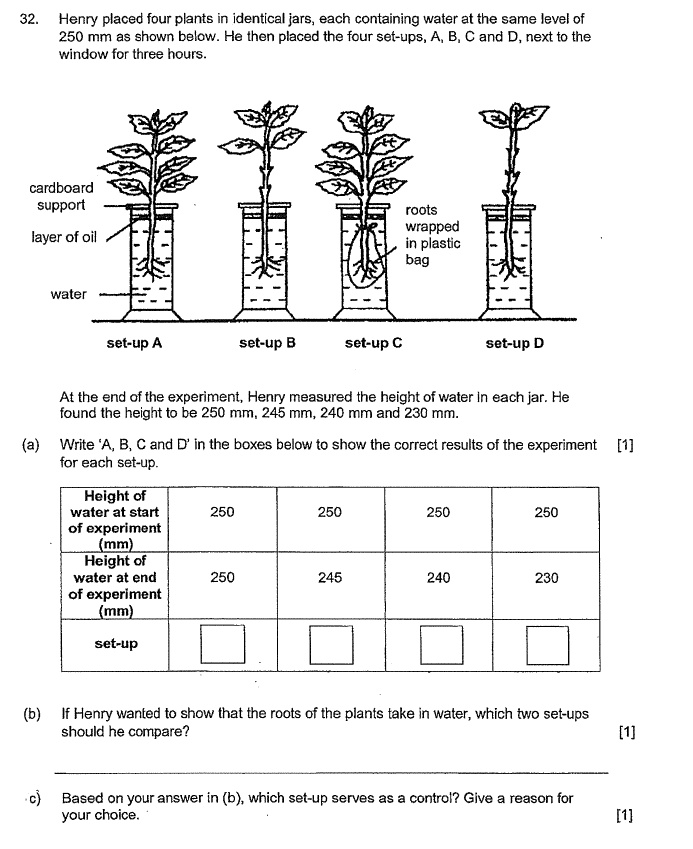 32. Henry placed four plants in identical jars, each containing water at the same level of
250 mm as shown below. He then placed the four set-ups, A, B, C and D, next to the
window for three hours.
cardboard
support
layer of oil
water
roots
wrapped
in plastic
bag
set-up A set-up B set-up C set-up D
At the end of the experiment, Henry measured the height of water in each jar. He
found the height to be 250 mm, 245 mm, 240 mm and 230 mm.
(a) Write 'A, B, C and D' in the boxes below to show the correct results of the experiment [1]
for each set-up.
Height of
water at start
of experiment
(mm)
250 250 250 250
Height of
water at end
of experiment
(mm)
250 245 240 230
set-up
(b) If Henry wanted to show that the roots of the plants take in water, which two set-ups
should he compare? [1]
c) Based on your answer in (b), which set-up serves as a control? Give a reason for
your choice. [1]